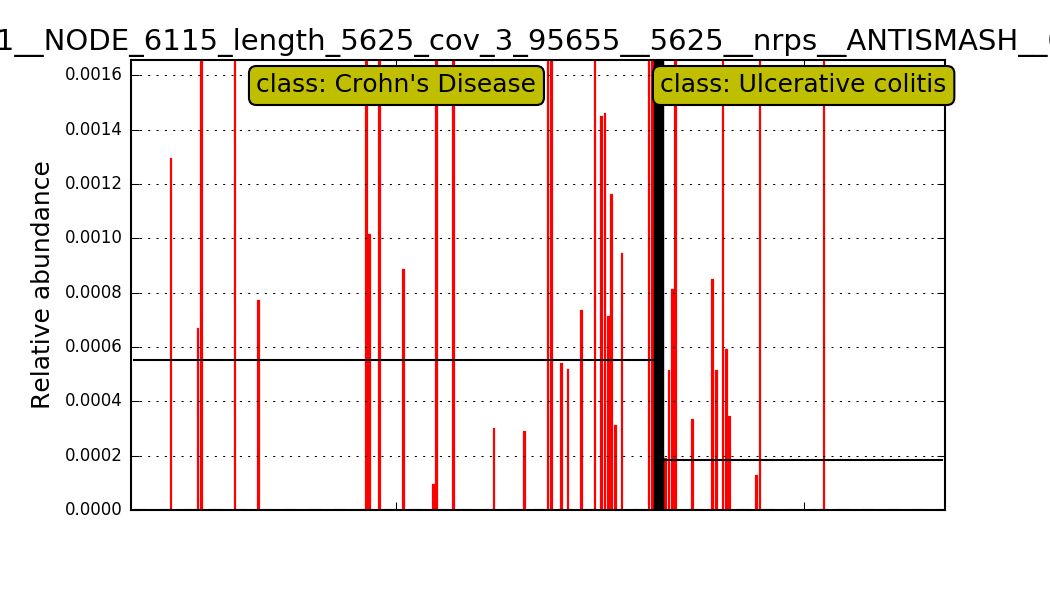 1__NODE_6115_length_5625_cov_3_95655__5625__nrps__ANTISMASH__
class: Crohn's Disease
class: Ulcerative colitis
Relative abundance
0.0016
0.0014
0.0012
0.0010
0.0008
0.0006
0.0004
0.0002
0.0000